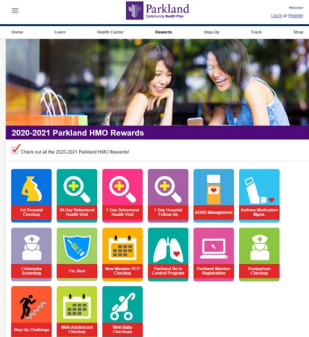 Parkland
Community Health Plan
Welcome!
Log In or Register
Home Learn Health Center Rewards Step-Up Track Shop
2020-2021 Parkland HMO Rewards
Check out all the 2020-2021 Parkland HMO Rewards!
1st Prenatal
Checkup
30-Day Behavioral
Health Visit
7-Day Behavioral
Health Visit
7-Day Hospital
Follow Up
ADHD Management
Asthma Medication
Mgmt.
Chlamydia
Screening
Flu Shot
New Member PCP
Checkup
Parkland Be In
Control Program
Parkland Member
Registration
Postpartum
Checkup
Step Up Challenge
Well-Adolescent
Checkup
Well-Baby
Checkups